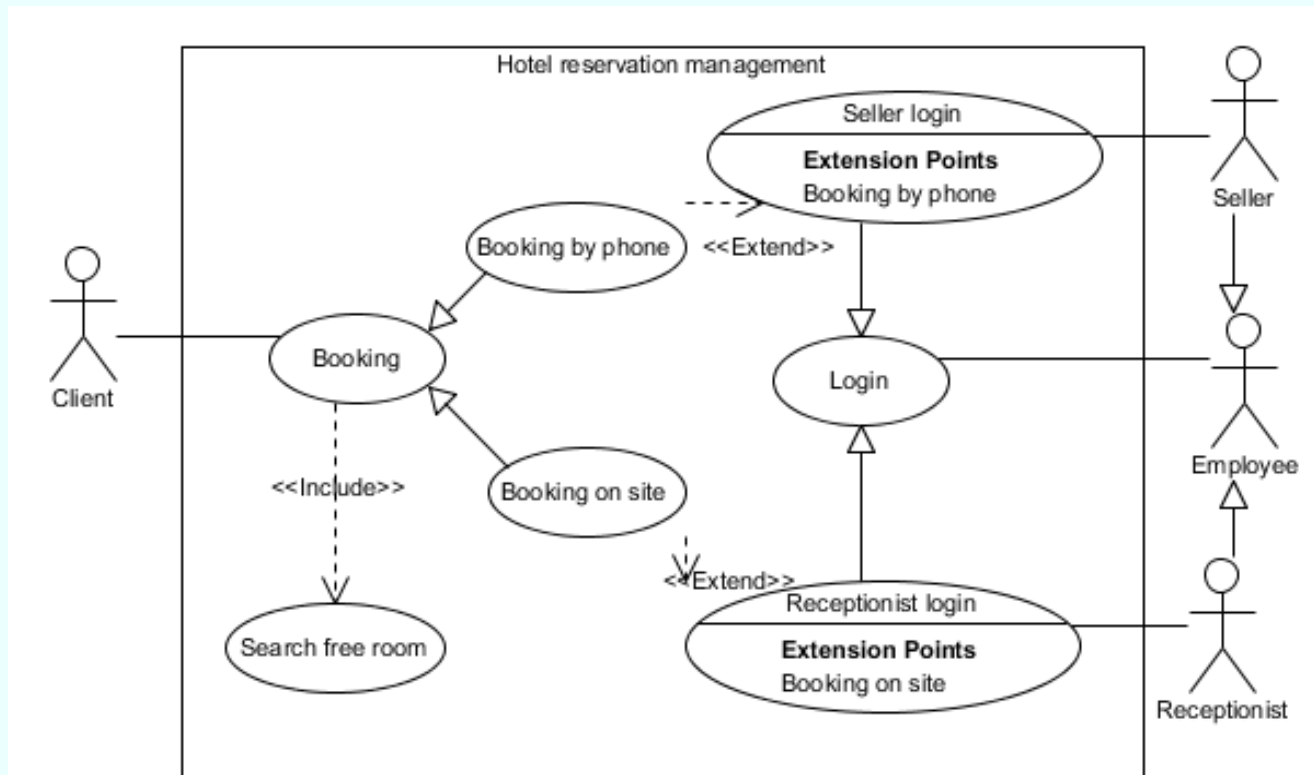 Hotel reservation management
Seller login
Extension Points
Booking by phone
Seller
Booking by phone
<<Extend>>
Booking
Login
Client
Employee
<<Include>>
Booking on site
<<Extend>>
Receptionist login
Search free room
Extension Points
Booking on site
Receptionist